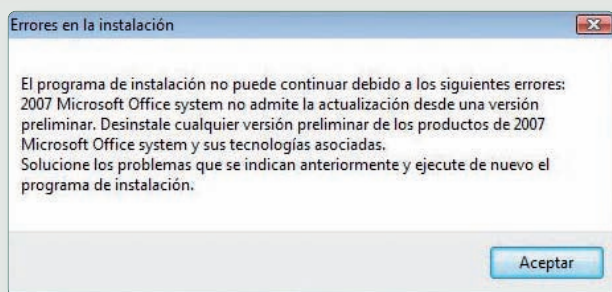 Errores en la instalación
El programa de instalación no puede continuar debido a los siguientes errores:
2007 Microsoft Office system no admite la actualización desde una versión
preliminar. Desinstale cualquier versión preliminar de los productos de 2007
Microsoft Office system y sus tecnologías asociadas.
Solucione los problemas que se indican anteriormente y ejecute de nuevo el
programa de instalación.
Aceptar